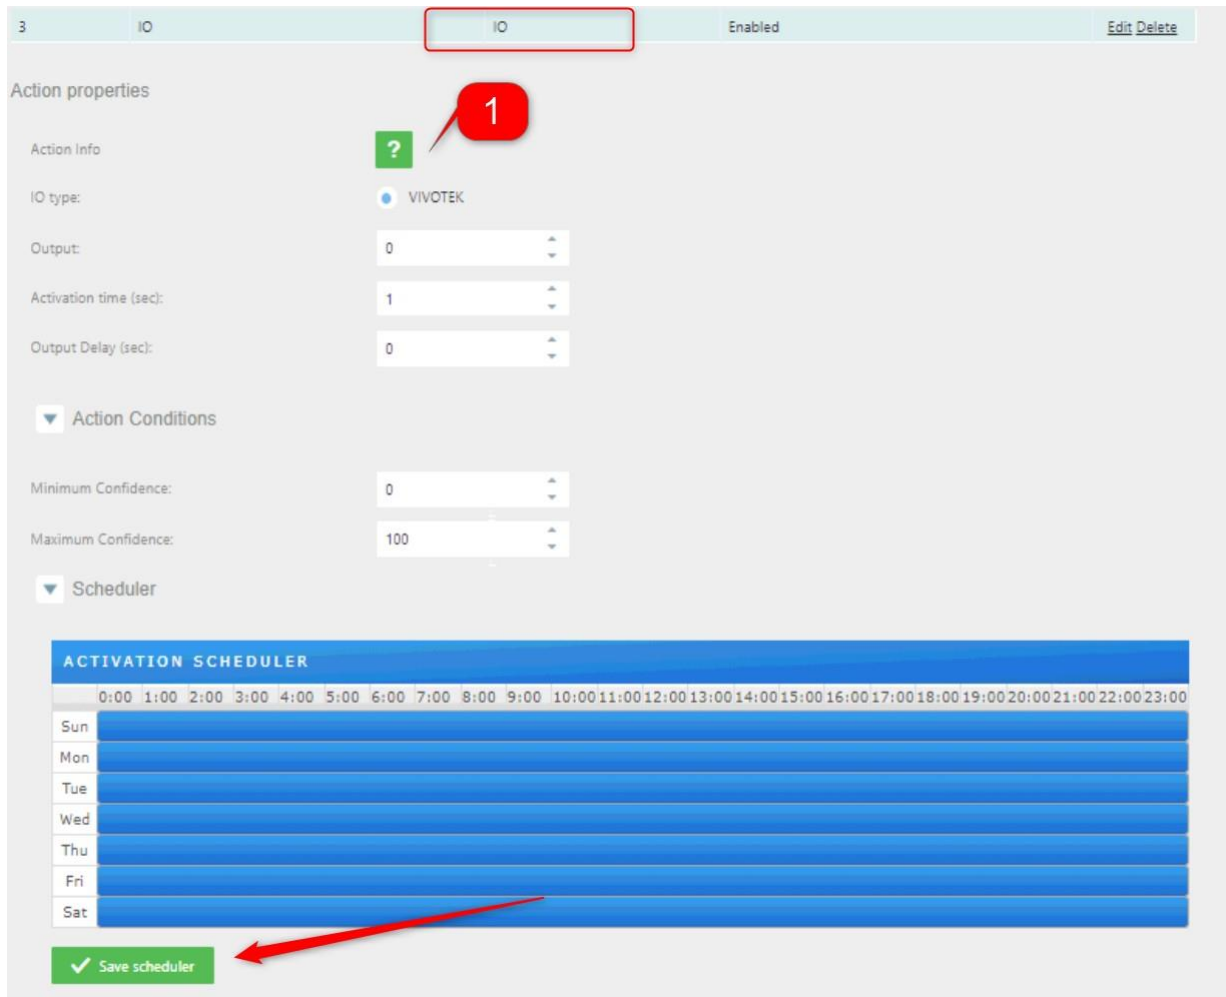 3 IO IO Enabled Edit Delete
Action properties
1
Action Info ?
IO type: VIVOTEK
Output: 0
Activation time (sec): 1
Output Delay (sec): 0
Action Conditions
Minimum Confidence: 0
Maximum Confidence: 100
Scheduler
ACTIVATION SCHEDULER
0:00 1:00 2:00 3:00 4:00 5:00 6:00 7:00 8:00 9:00 10:00 11:00 12:00 13:00 14:00 15:00 16:00 17:00 18:00 19:00 20:00 21:00 22:00 23:00
Sun
Mon
Tue
Wed
Thu
Fri
Sat
Save scheduler